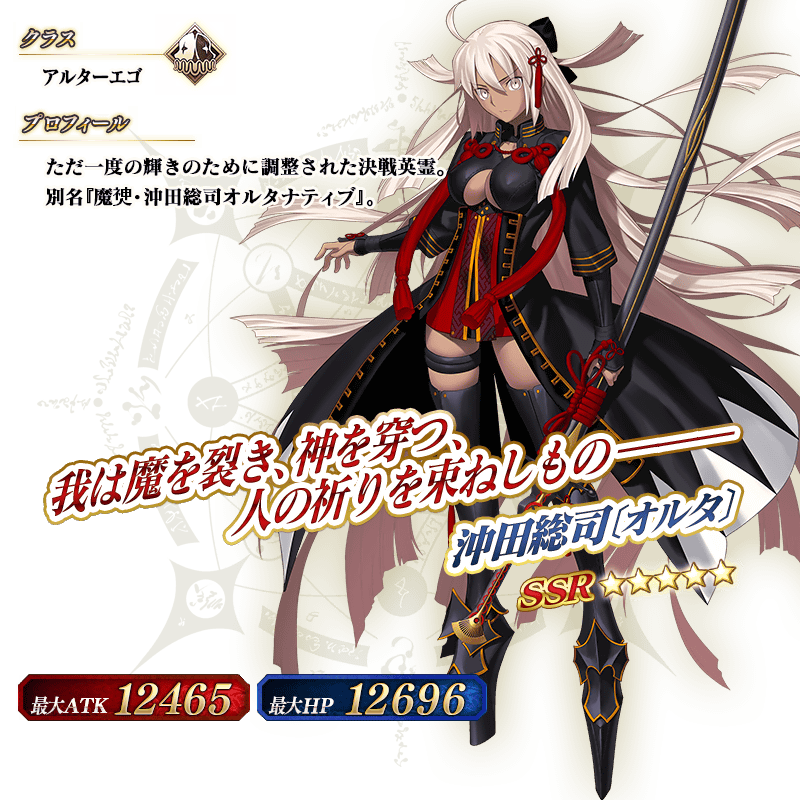 クラス
アルターエゴ
プロフィール
ただ一度の輝きのために調整された決戦英霊。
別名『魔神・沖田総司オルタナティブ』。
我は魔を裂き、神を穿つ、
人の祈りを束ねしもの――
沖田総司〔オルタ〕
SSR ★★★★★
最大ATK 12465
最大HP 12696